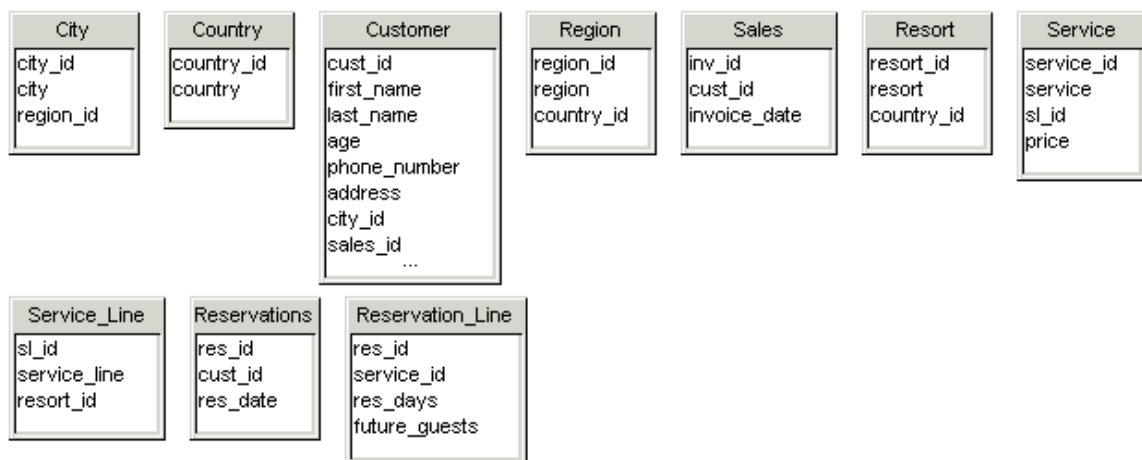 City
city_id
city
region_id
Country
country_id
country
Customer
cust_id
first_name
last_name
age
phone_number
address
city_id
sales_id
...
Region
region_id
region
country_id
Sales
inv_id
cust_id
invoice_date
Resort
resort_id
resort
country_id
Service
service_id
service
sl_id
price
Service_Line
sl_id
service_line
resort_id
Reservations
res_id
cust_id
res_date
Reservation_Line
res_id
service_id
res_days
future_guests